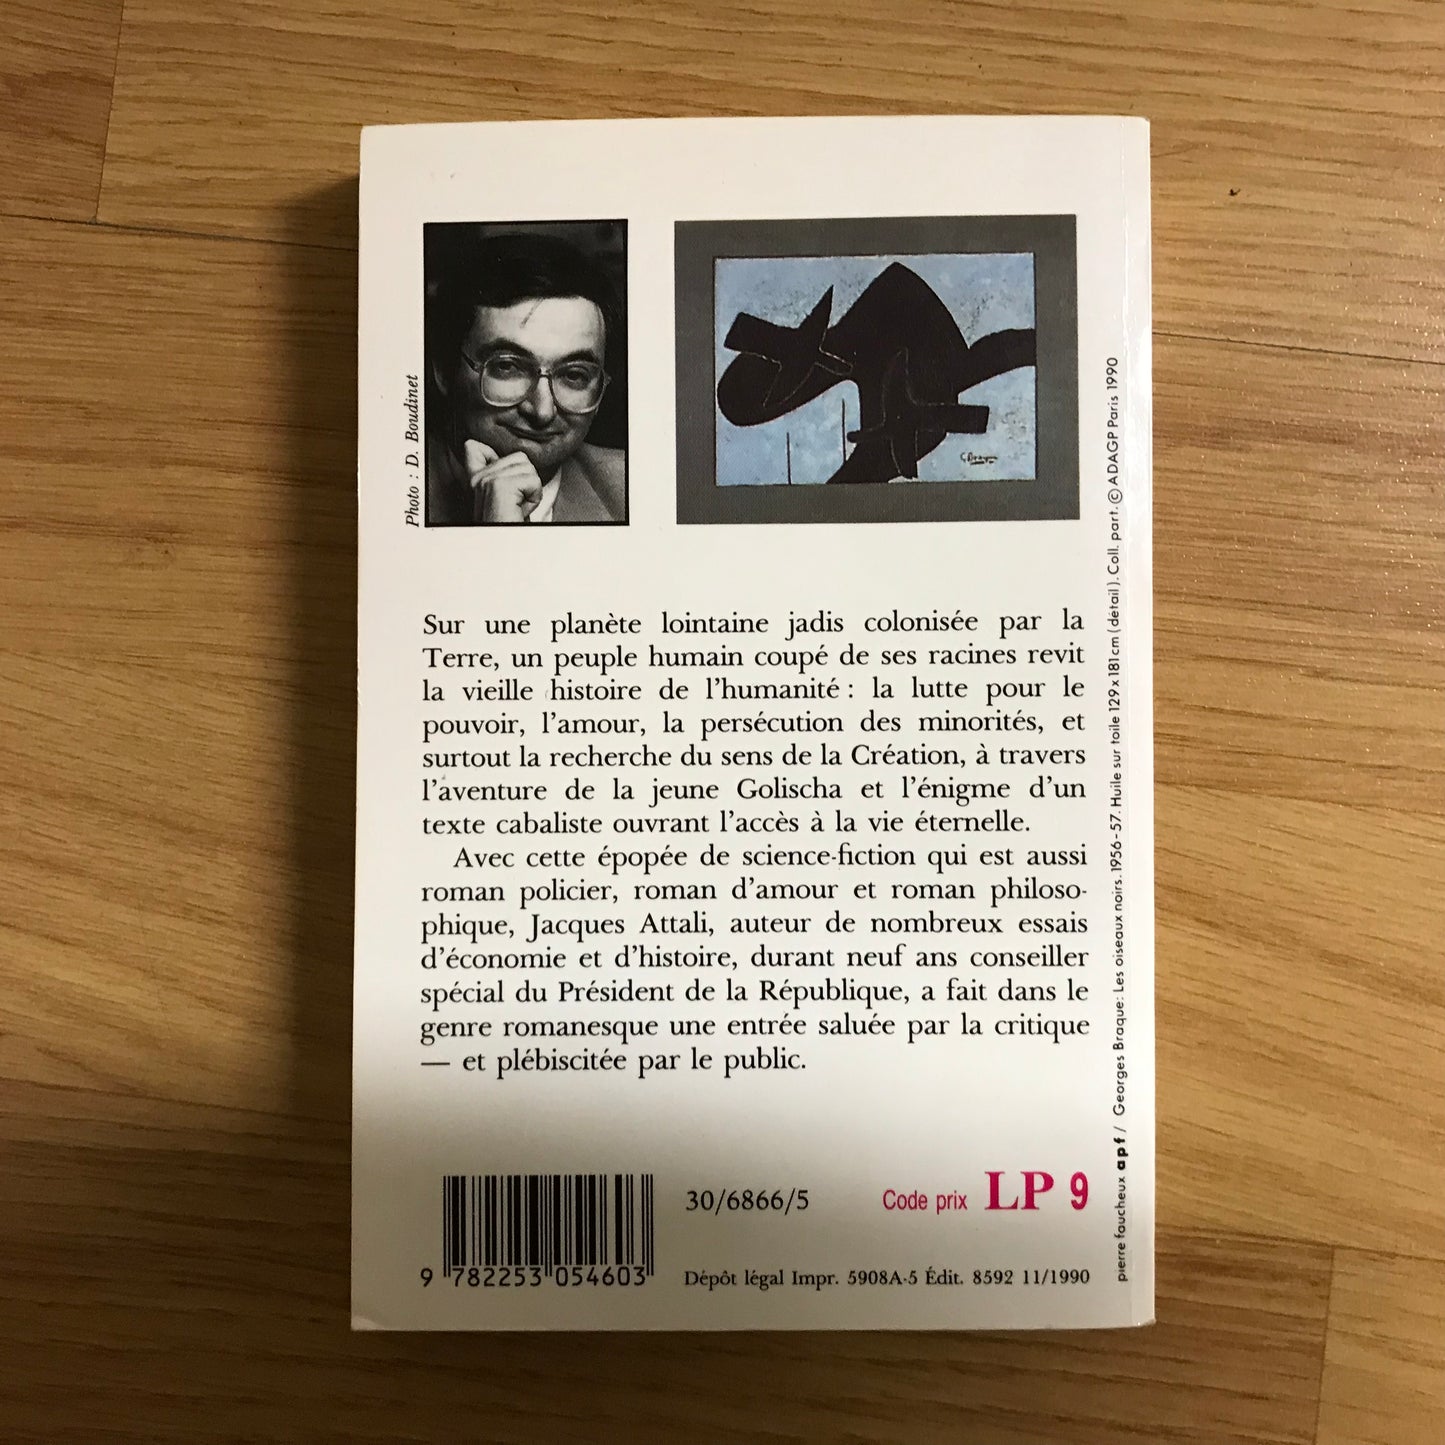 Photo : D. Boudinet
G Braque
Sur une planète lointaine jadis colonisée par la
Terre, un peuple humain coupé de ses racines revit
la vieille histoire de l'humanité : la lutte pour le
pouvoir, l'amour, la persécution des minorités, et
surtout la recherche du sens de la Création, à travers
l'aventure de la jeune Golischa et l'énigme d'un
texte cabaliste ouvrant l'accès à la vie éternelle.
Avec cette épopée de science-fiction qui est aussi
roman policier, roman d'amour et roman philoso-
phique, Jacques Attali, auteur de nombreux essais
d'économie et d'histoire, durant neuf ans conseiller
spécial du Président de la République, a fait dans le
genre romanesque une entrée saluée par la critique
— et plébiscitée par le public.
30/6866/5
Code prix LP 9
9 782253 054603
Dépôt légal Impr. 5908A-5 Édit. 8592 11/1990
pierre faucheux apf / Georges Braque: Les oiseaux noirs. 1956-57. Huile sur toile 129x181cm (détail). Coll. part. © ADAGP Paris 1990